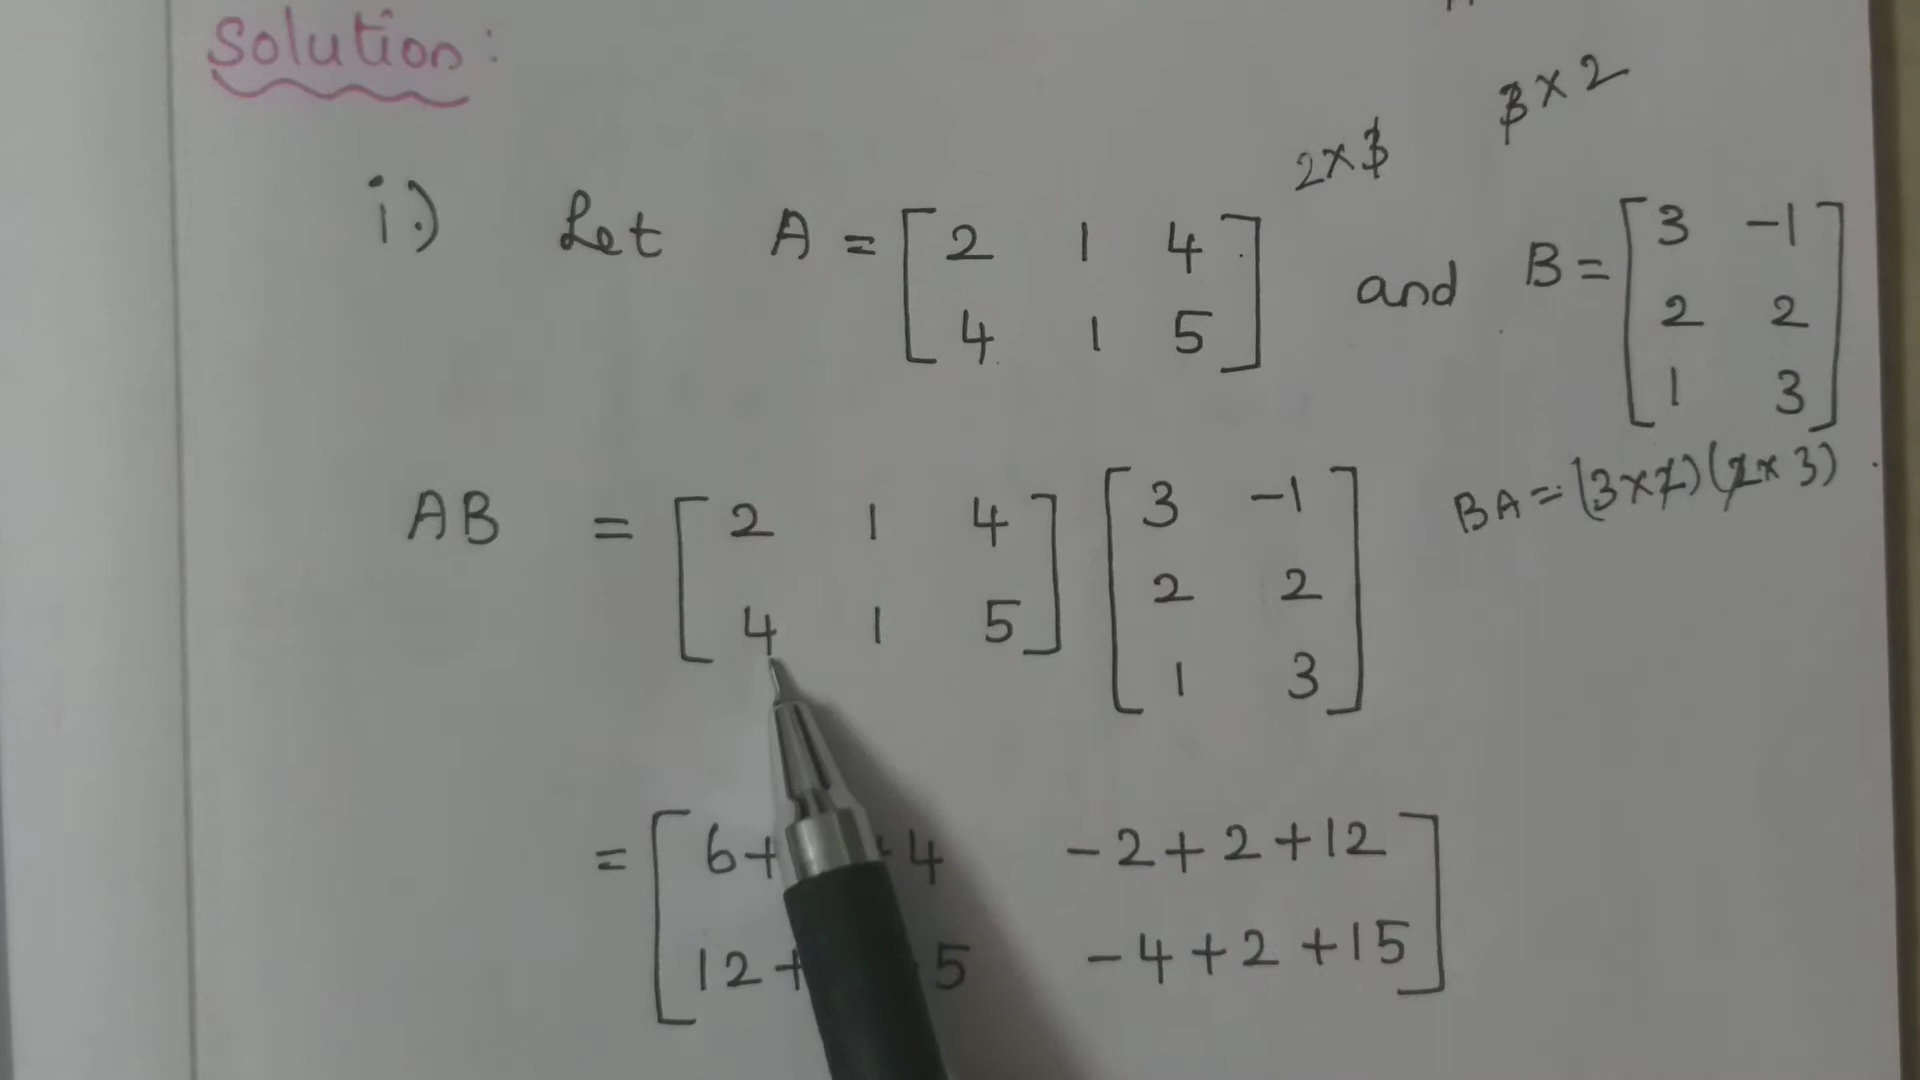 Solution:
2×3 3×2
i.) Let A = [ 2 1 4 and B = [ 3 -1
4 1 5 ] 2 2
1 3 ]
AB = [ 2 1 4 [ 3 -1 BA = (3×2)(2×3).
4 1 5 ] 2 2
1 3 ]
= [ 6+ +4 -2+2+12
12+ 5 -4+2+15 ]